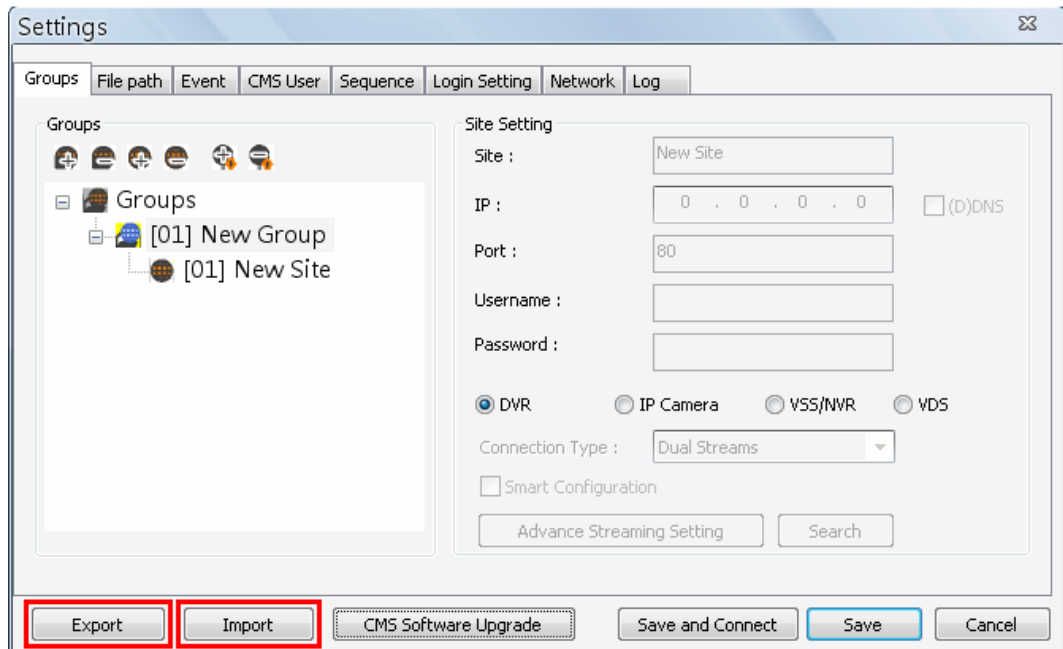 Settings
Groups File path Event CMS User Sequence Login Setting Network Log
Groups
Groups
[01] New Group
[01] New Site
Site Setting
Site : New Site
IP : 0 . 0 . 0 . 0 (D)DNS
Port : 80
Username :
Password :
DVR IP Camera VSS/NVR VDS
Connection Type : Dual Streams
Smart Configuration
Advance Streaming Setting Search
Export Import CMS Software Upgrade Save and Connect Save Cancel